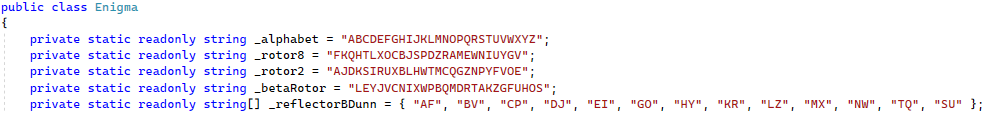 public class Enigma
{
private static readonly string _alphabet = "ABCDEFGHIJKLMNOPQRSTUVWXYZ";
private static readonly string _rotor8 = "FKQHTLXOCBJSPDZRAMEWNIUYGV";
private static readonly string _rotor2 = "AJDKSIRUXBLHWTMCQGZNPYFVOE";
private static readonly string _betaRotor = "LEYJVCNIXWPBQMDRTAKZGFUHOS";
private static readonly string[] _reflectorBDunn = { "AF", "BV", "CP", "DJ", "EI", "GO", "HY", "KR", "LZ", "MX", "NW", "TQ", "SU" };